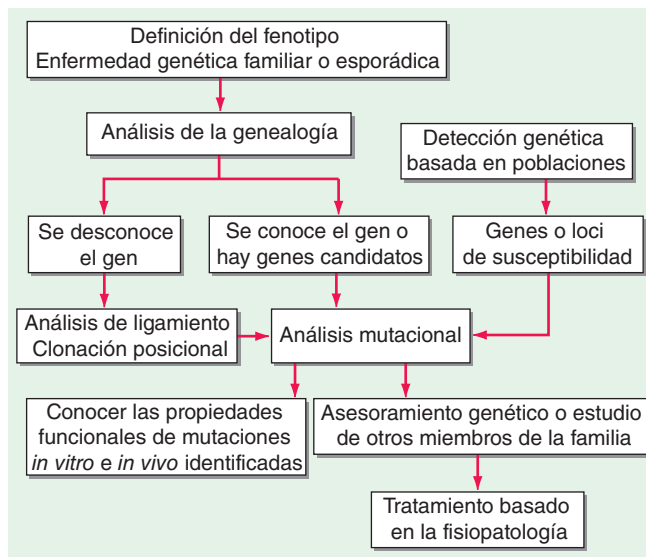 Definición del fenotipo
Enfermedad genética familiar o esporádica
Análisis de la genealogía
Detección genética
basada en poblaciones
Se desconoce
el gen
Se conoce el gen o
hay genes candidatos
Genes o loci
de susceptibilidad
Análisis de ligamiento
Clonación posicional
Análisis mutacional
Conocer las propiedades
funcionales de mutaciones
in vitro e in vivo identificadas
Asesoramiento genético o estudio
de otros miembros de la familia
Tratamiento basado
en la fisiopatología